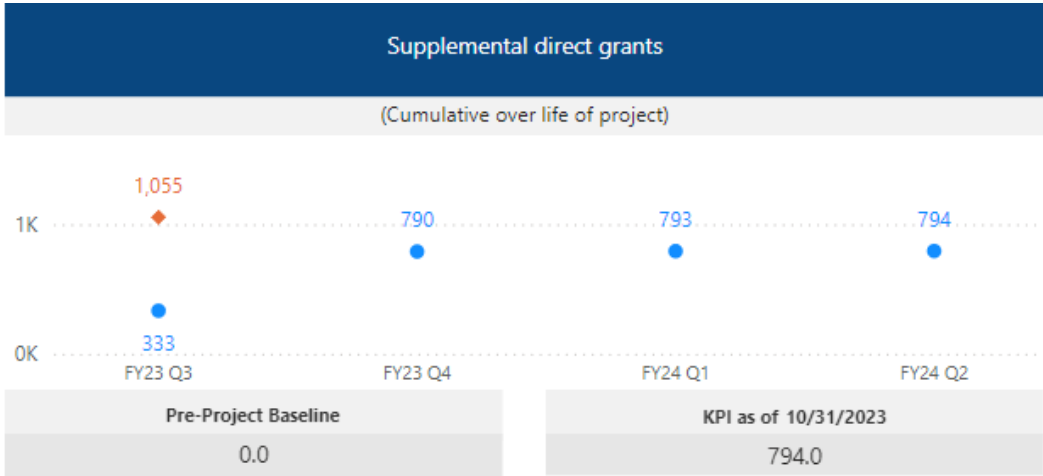 Supplemental direct grants
(Cumulative over life of project)
1,055
1K
790
793
794
333
0K
FY23 Q3
FY23 Q4
FY24 Q1
FY24 Q2
Pre-Project Baseline
KPI as of 10/31/2023
0.0
794.0